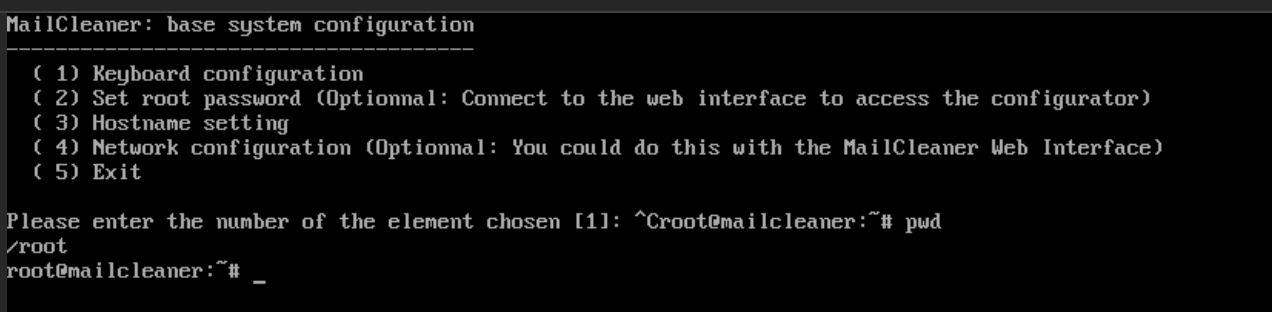 MailCleaner: base system configuration
--------------------------------------
( 1) Keyboard configuration
( 2) Set root password (Optionnal: Connect to the web interface to access the configurator)
( 3) Hostname setting
( 4) Network configuration (Optionnal: You could do this with the MailCleaner Web Interface)
( 5) Exit
Please enter the number of the element chosen [1]: ^Croot@mailcleaner:~# pwd
/root
root@mailcleaner:~# _